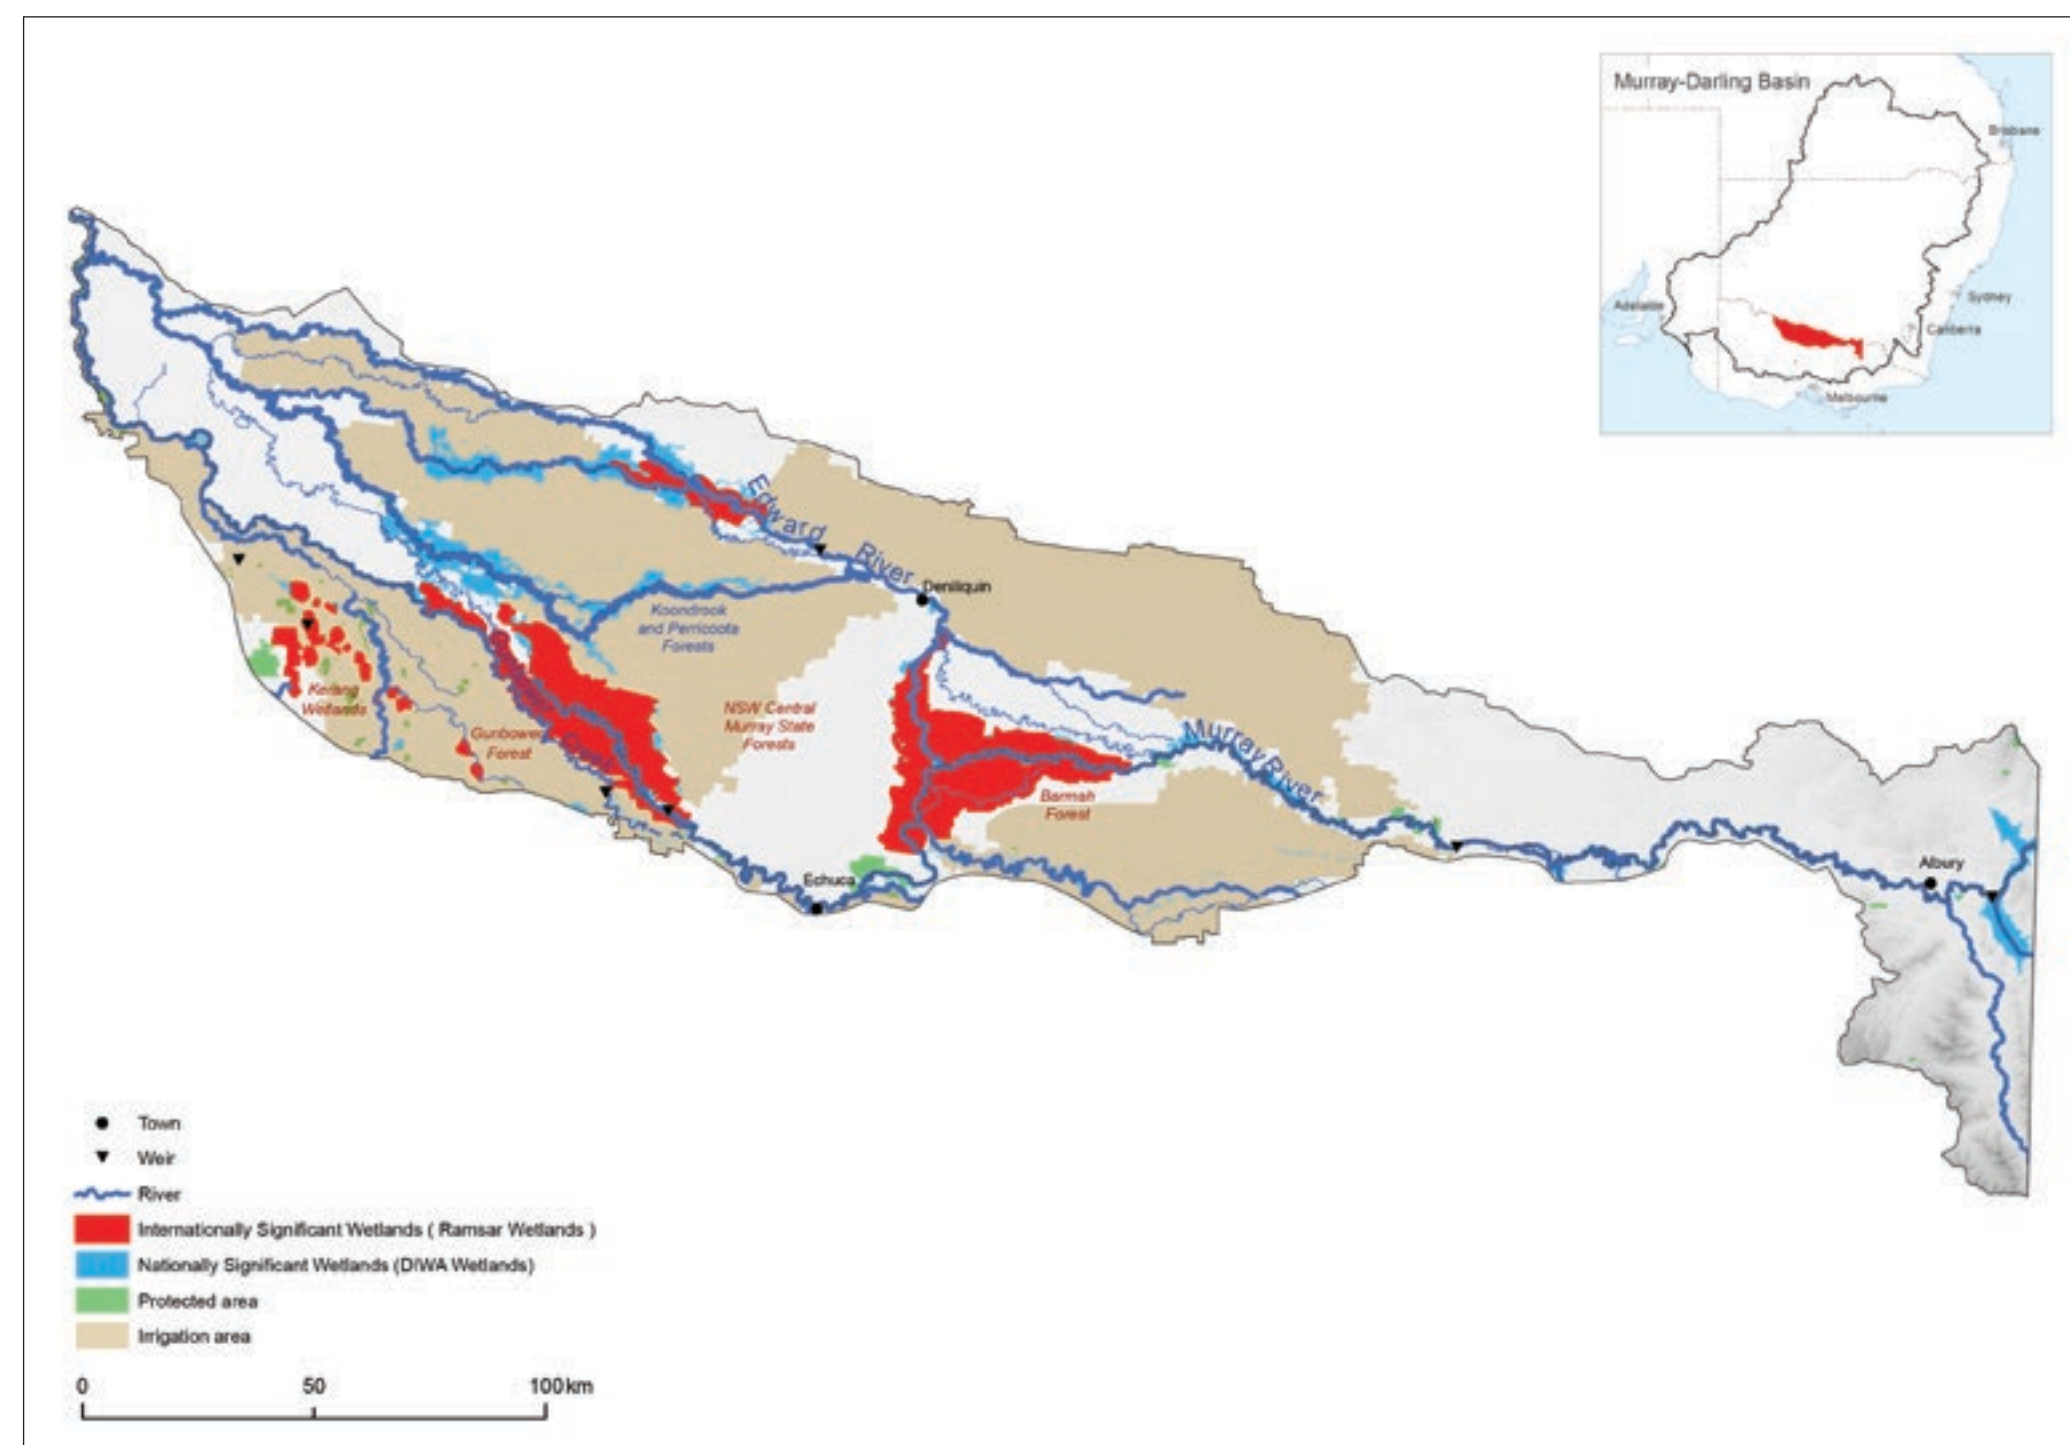 Murray-Darling Basin
Brisbane
Sydney
Canberra
Adelaide
Melbourne
Edward River
Deniliquin
Koondrook
and Perricoota
Forests
Kerang
Wetlands
Gunbower
Forest
Gunbower Creek
NSW Central
Murray State
Forests
Murray River
Barmah
Forest
Echuca
Albury
Town
Weir
River
Internationally Significant Wetlands ( Ramsar Wetlands )
Nationally Significant Wetlands (DIWA Wetlands)
Protected area
Irrigation area
0 50 100km